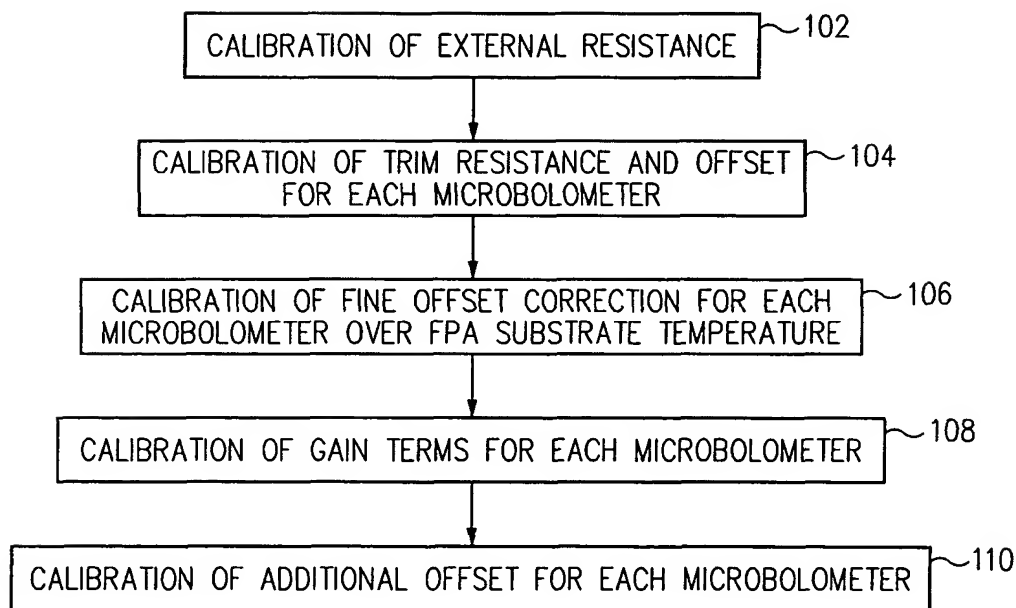 CALIBRATION OF EXTERNAL RESISTANCE
102
CALIBRATION OF TRIM RESISTANCE AND OFFSET
FOR EACH MICROBOLOMETER
104
CALIBRATION OF FINE OFFSET CORRECTION FOR EACH
MICROBOLOMETER OVER FPA SUBSTRATE TEMPERATURE
106
CALIBRATION OF GAIN TERMS FOR EACH MICROBOLOMETER
108
CALIBRATION OF ADDITIONAL OFFSET FOR EACH MICROBOLOMETER
110